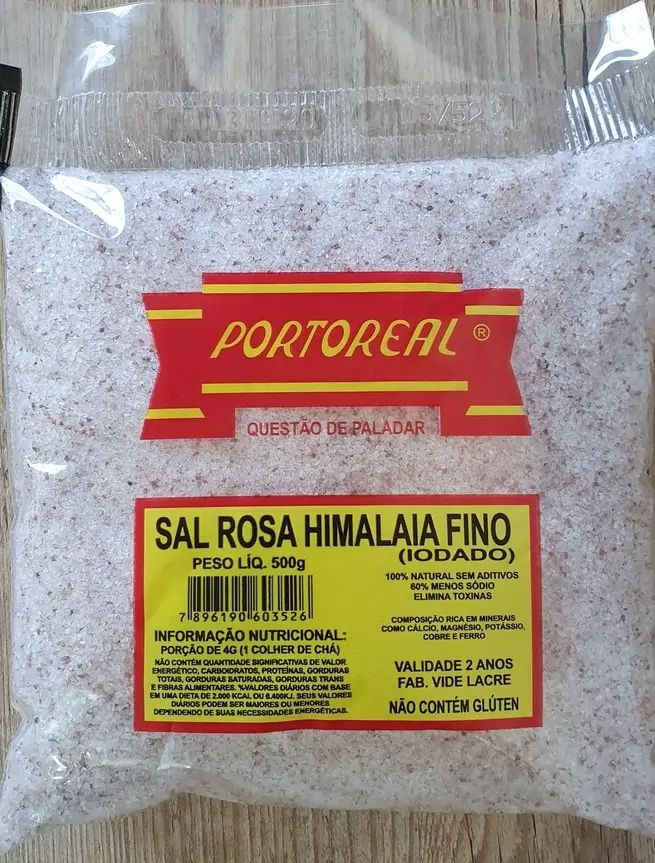 PORTOREAL ®
QUESTÃO DE PALADAR
SAL ROSA HIMALAIA FINO
(IODADO)
PESO LÍQ. 500g
7 896190 603526
INFORMAÇÃO NUTRICIONAL:
PORÇÃO DE 4G (1 COLHER DE CHÁ)
NÃO CONTÉM QUANTIDADE SIGNIFICATIVAS DE VALOR
ENERGÉTICO, CARBOIDRATOS, PROTEÍNAS, GORDURAS
TOTAIS, GORDURAS SATURADAS, GORDURAS TRANS
E FIBRAS ALIMENTARES. %VALORES DIÁRIOS COM BASE
EM UMA DIETA DE 2.000 KCAL OU 8.400KJ. SEUS VALORES
DIÁRIOS PODEM SER MAIORES OU MENORES
DEPENDENDO DE SUAS NECESSIDADES ENERGÉTICAS.
100% NATURAL SEM ADITIVOS
60% MENOS SÓDIO
ELIMINA TOXINAS
COMPOSIÇÃO RICA EM MINERAIS
COMO CÁLCIO, MAGNÉSIO, POTÁSSIO,
COBRE E FERRO
VALIDADE 2 ANOS
FAB. VIDE LACRE
NÃO CONTÉM GLÚTEN